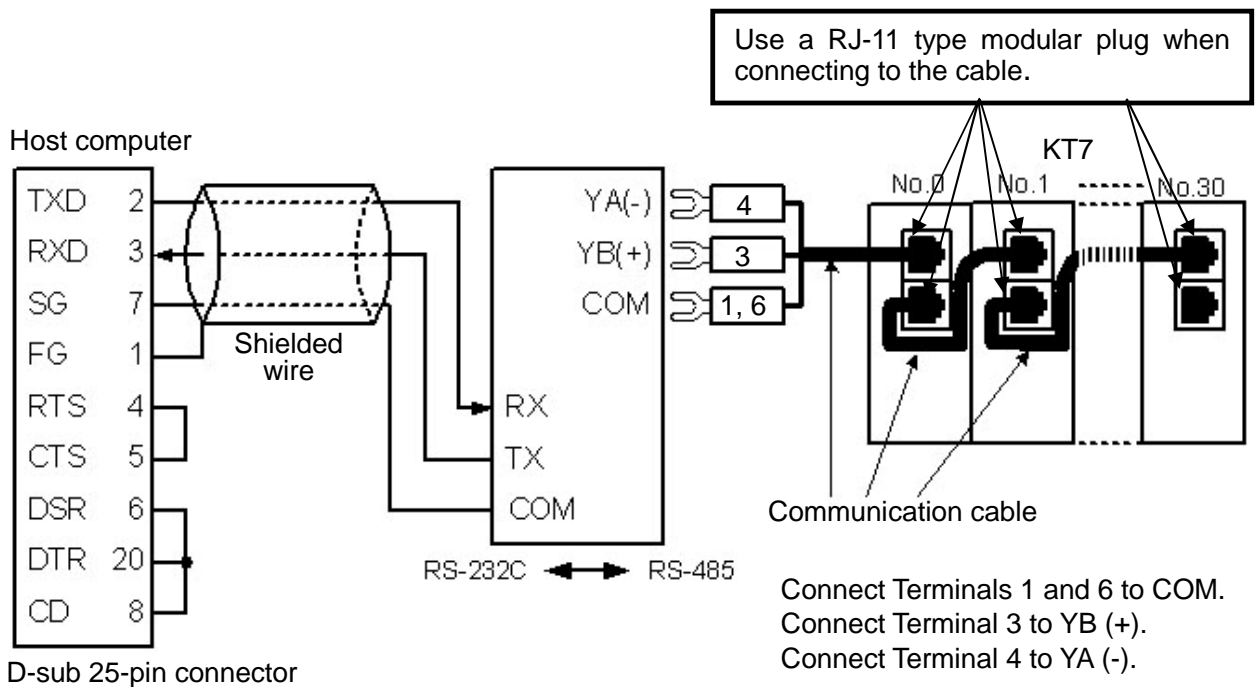 Use a RJ-11 type modular plug when
connecting to the cable.
Host computer
KT7
TXD 2
RXD 3
SG 7
FG 1
RTS 4
CTS 5
DSR 6
DTR 20
CD 8
D-sub 25-pin connector
Shielded
wire
YA(-) 4
YB(+) 3
COM 1, 6
RX
TX
COM
RS-232C RS-485
No.0 No.1 No.30
Communication cable
Connect Terminals 1 and 6 to COM.
Connect Terminal 3 to YB (+).
Connect Terminal 4 to YA (-).